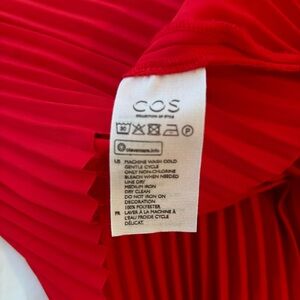 COS
COLLECTION OF STYLE
30 P
clevercare.info
US MACHINE WASH COLD
GENTLE CYCLE
ONLY NON-CHLORINE
BLEACH WHEN NEEDED
LINE DRY
MEDIUM IRON
DRY CLEAN
DO NOT IRON ON
DECORATION
100% POLYESTER
FR LAVER À LA MACHINE À
L'EAU FROIDE CYCLE
DÉLICAT.